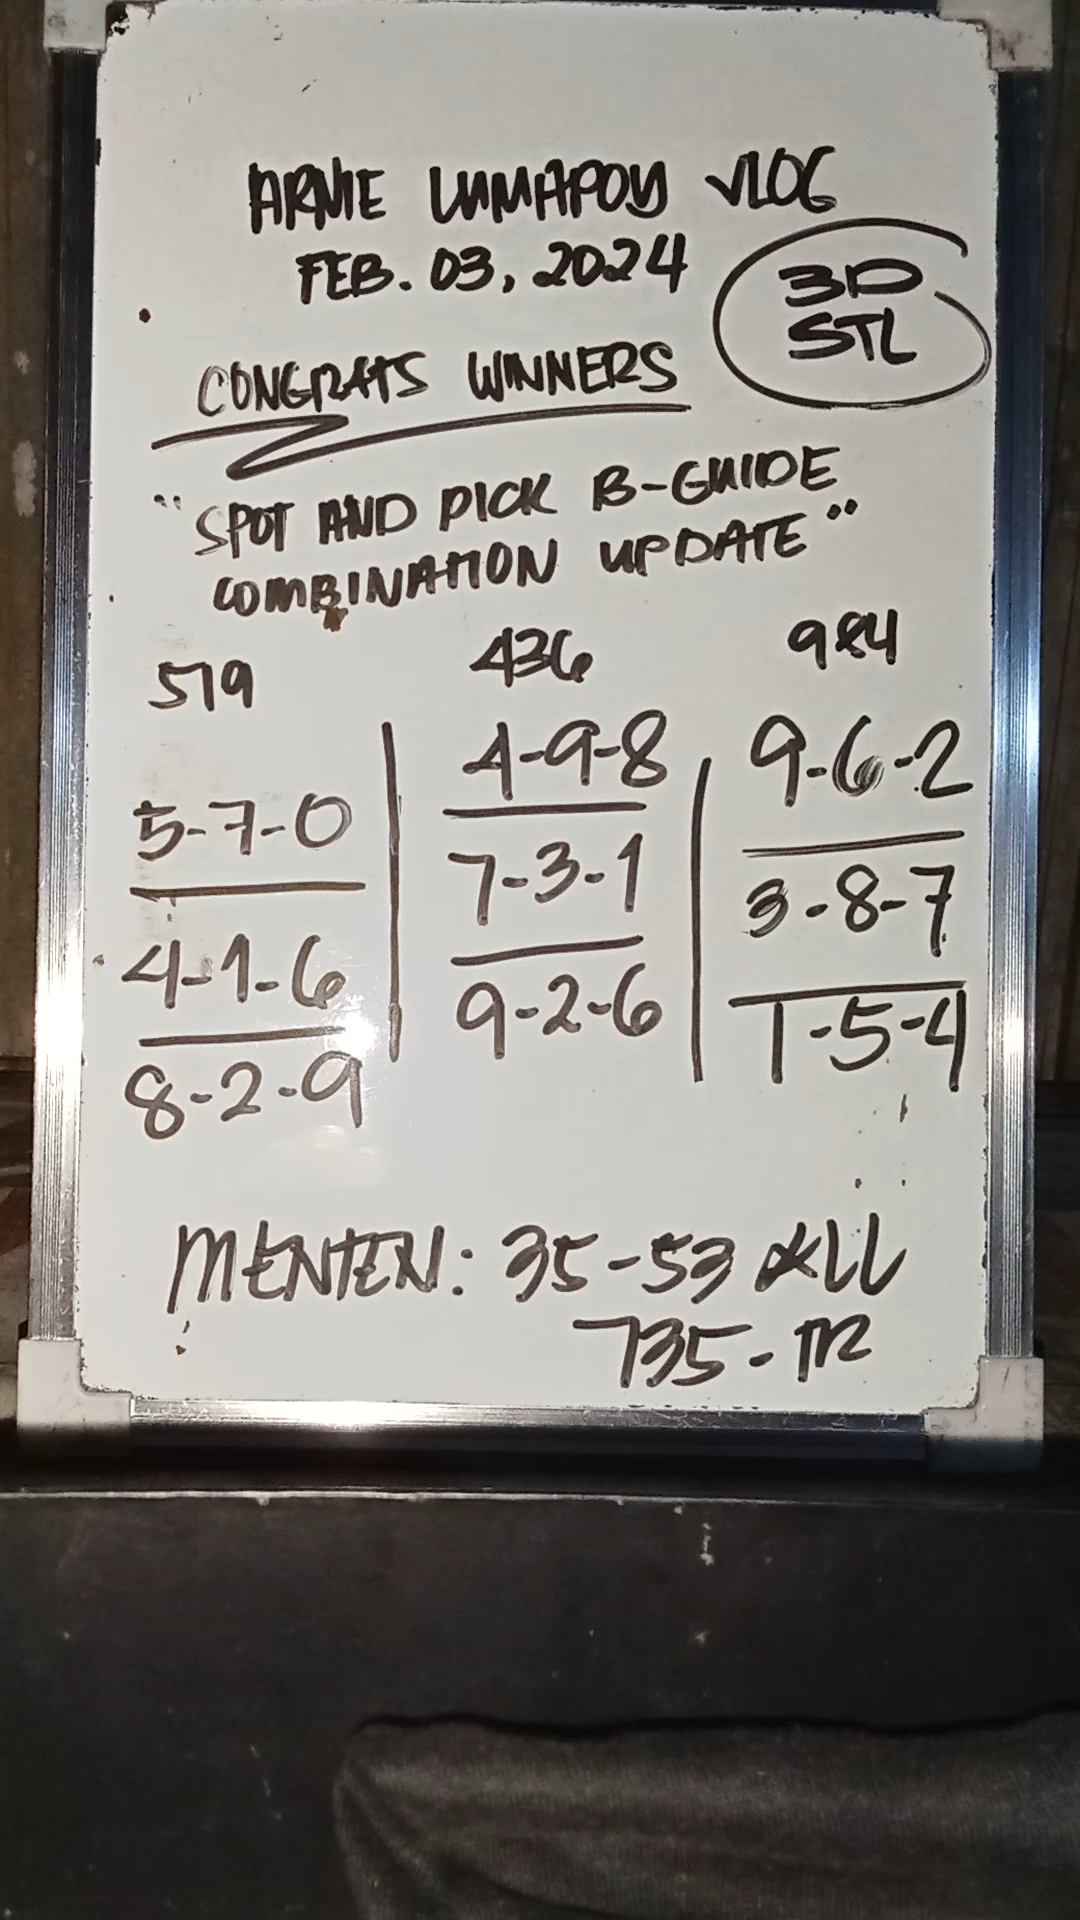 ARNIE LUMAPOY VLOG
FEB. 03, 2024
3D
STL
CONGRATS WINNERS
"SPOT AND PICK B-GUIDE
COMBINATION UPDATE"
519 436 984
5-7-0
4-1-6
8-2-9
4-9-8
7-3-1
9-2-6
9-6-2
3-8-7
1-5-4
MENTEN: 35-53 ALL
735-TR